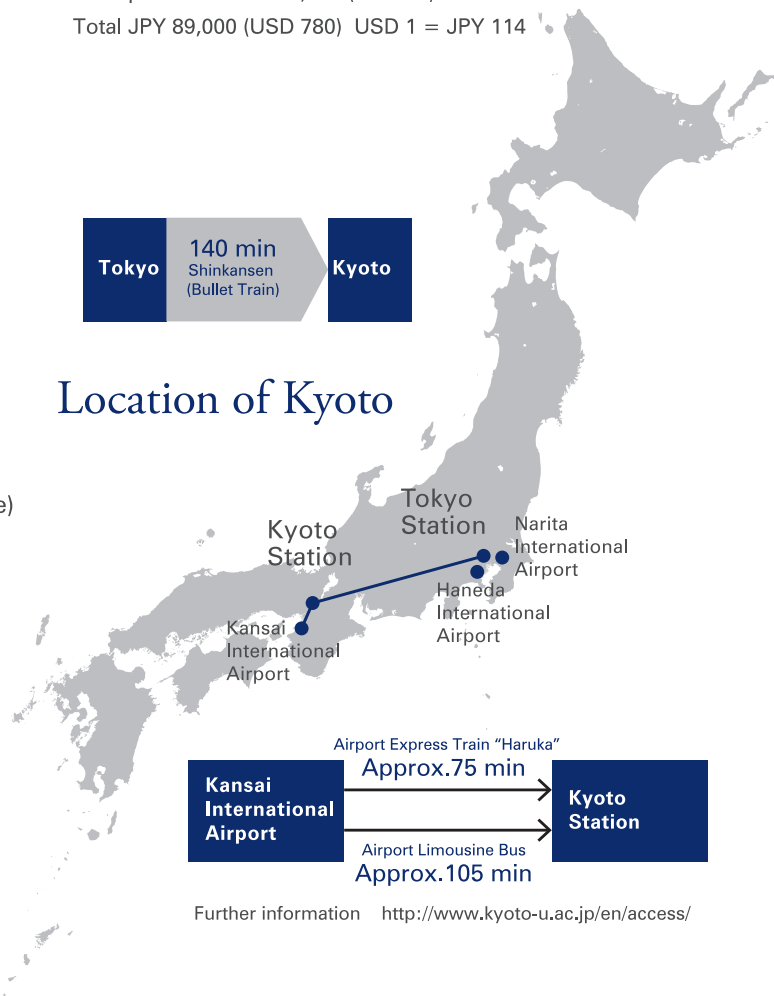 Total JPY 89,000 (USD 780) USD 1 = JPY 114
Tokyo
140 min
Shinkansen
(Bullet Train)
Kyoto
Location of Kyoto
e)
Tokyo
Station
Kyoto
Station
Narita
International
Airport
Haneda
International
Airport
Kansai
International
Airport
Airport Express Train “Haruka”
Approx.75 min
Kansai
International
Airport
Kyoto
Station
Airport Limousine Bus
Approx.105 min
Further information http://www.kyoto-u.ac.jp/en/access/